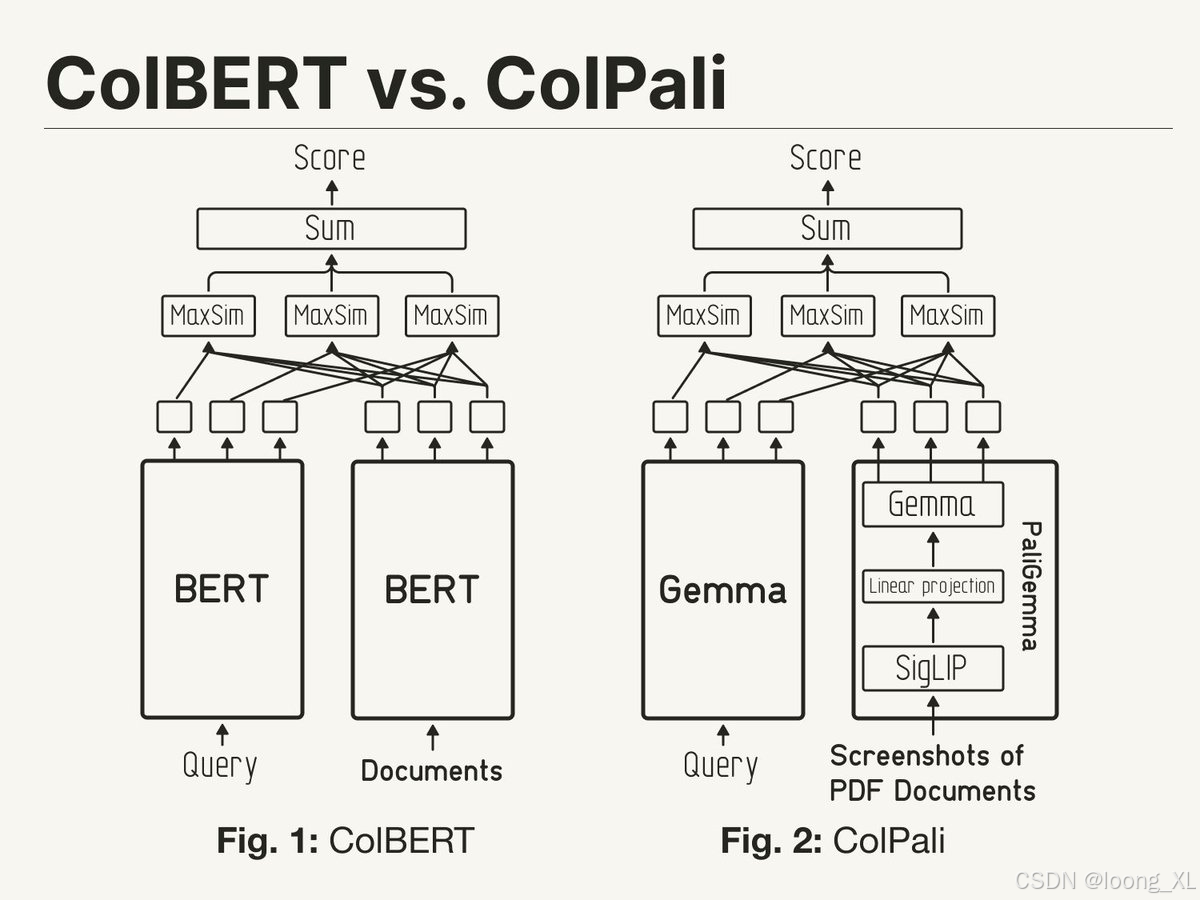 ColBERT vs. ColPali
Score
Sum
MaxSim MaxSim MaxSim
BERT BERT
Query
Documents
Fig. 1: ColBERT
Score
Sum
MaxSim MaxSim MaxSim
Gemma
Gemma
Linear projection
SigLIP
PaliGemma
Query
Screenshots of
PDF Documents
Fig. 2: ColPali
CSDN @loong_XL